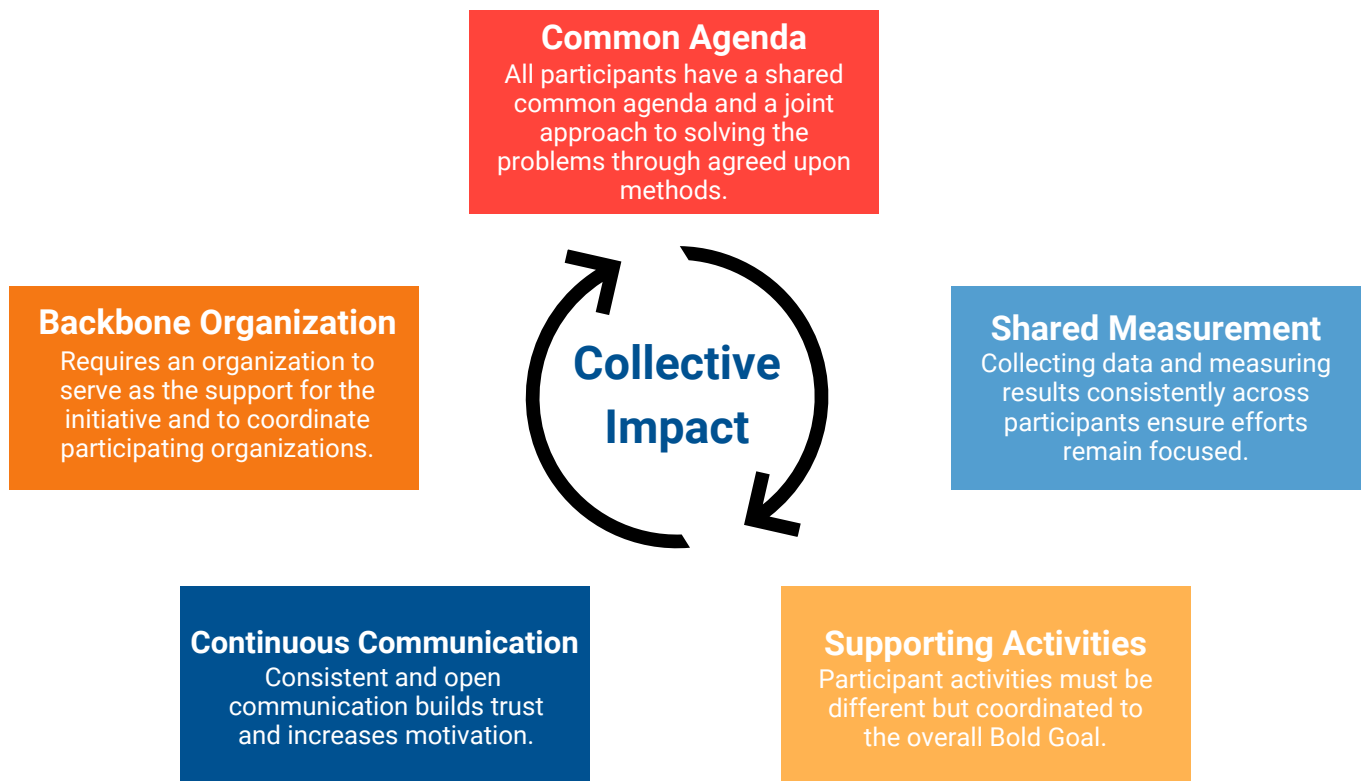 Common Agenda
All participants have a shared
common agenda and a joint
approach to solving the
problems through agreed upon
methods.
Backbone Organization
Requires an organization to
serve as the support for the
initiative and to coordinate
participating organizations.
Collective
Impact
Shared Measurement
Collecting data and measuring
results consistently across
participants ensure efforts
remain focused.
Continuous Communication
Consistent and open
communication builds trust
and increases motivation.
Supporting Activities
Participant activities must be
different but coordinated to
the overall Bold Goal.